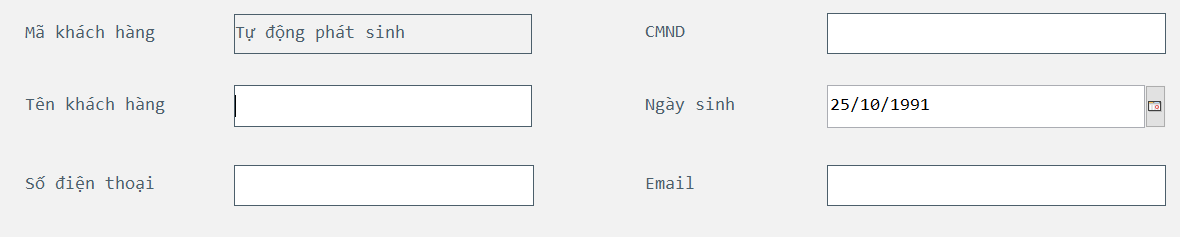 Mã khách hàng Tự động phát sinh CMND
Tên khách hàng Ngày sinh 25/10/1991
Số điện thoại Email